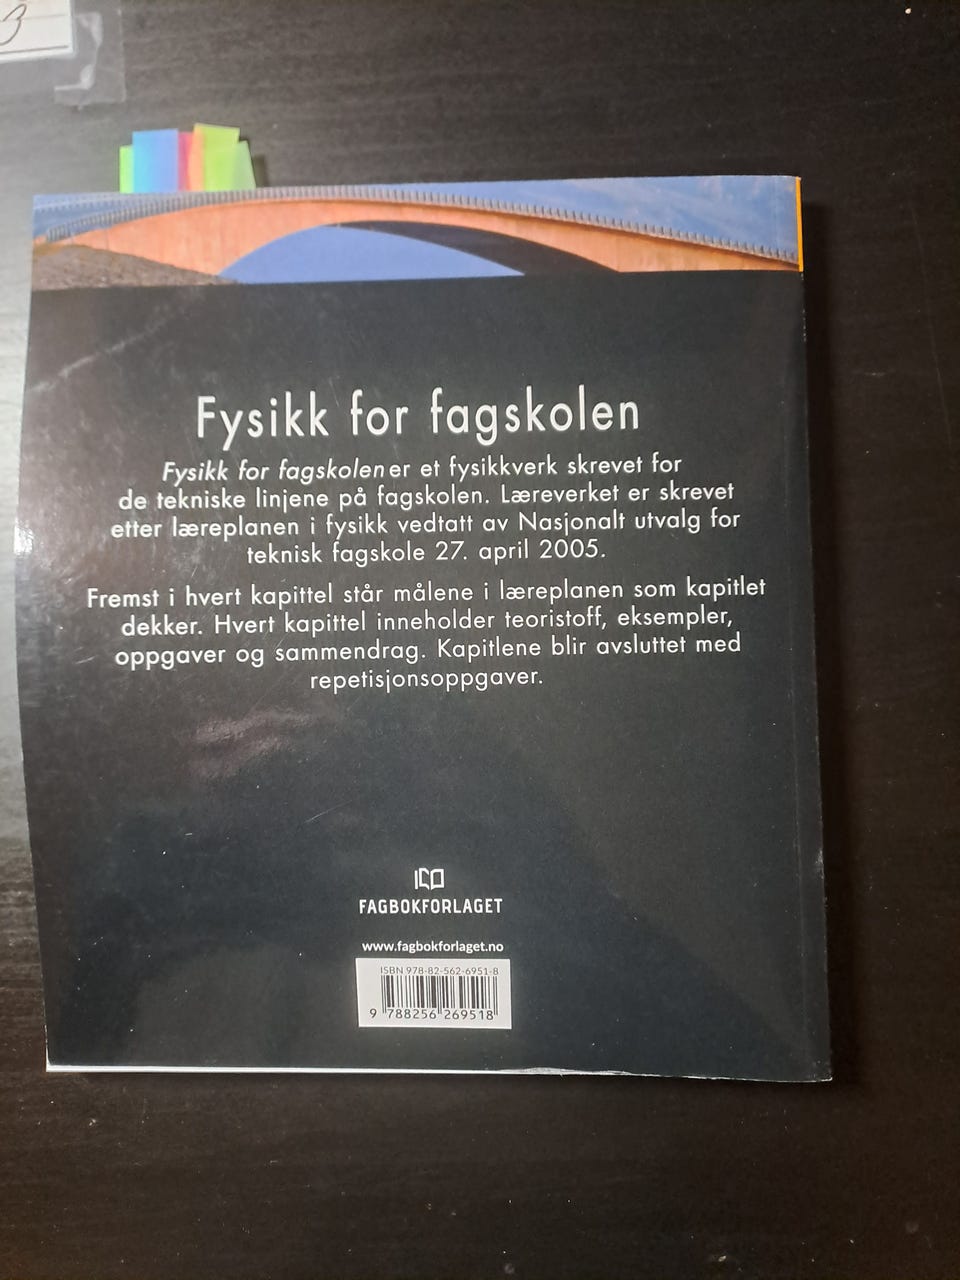 3
Fysikk for fagskolen
Fysikk for fagskolen er et fysikkverk skrevet for
de tekniske linjene på fagskolen. Læreverket er skrevet
etter læreplanen i fysikk vedtatt av Nasjonalt utvalg for
teknisk fagskole 27. april 2005.
Fremst i hvert kapittel står målene i læreplanen som kapitlet
dekker. Hvert kapittel inneholder teoristoff, eksempler,
oppgaver og sammendrag. Kapitlene blir avsluttet med
repetisjonsoppgaver.
FAGBOKFORLAGET
www.fagbokforlaget.no
ISBN 978-82-562-6951-8
9 788256 269518